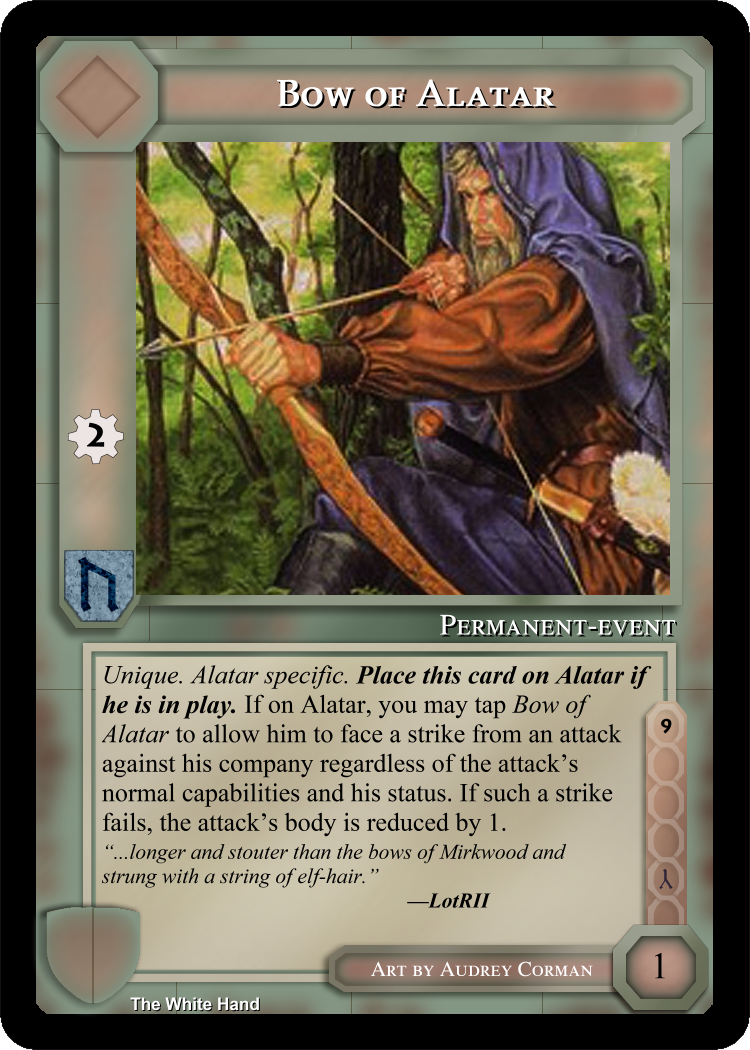 Bow of Alatar
2
Permanent-event
Unique. Alatar specific. Place this card on Alatar if
he is in play. If on Alatar, you may tap Bow of
Alatar to allow him to face a strike from an attack
against his company regardless of the attack’s
normal capabilities and his status. If such a strike
fails, the attack’s body is reduced by 1.
“...longer and stouter than the bows of Mirkwood and
strung with a string of elf-hair.”
—LotRII
9
Art by Audrey Corman
1
The White Hand